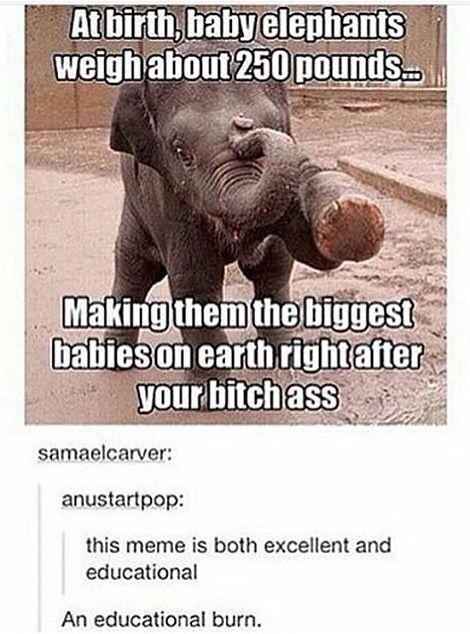 At birth, baby elephants
weigh about 250 pounds...
Making them the biggest
babies on earth right after
your bitch ass
samaelcarver:
anustartpop:
this meme is both excellent and
educational
An educational burn.